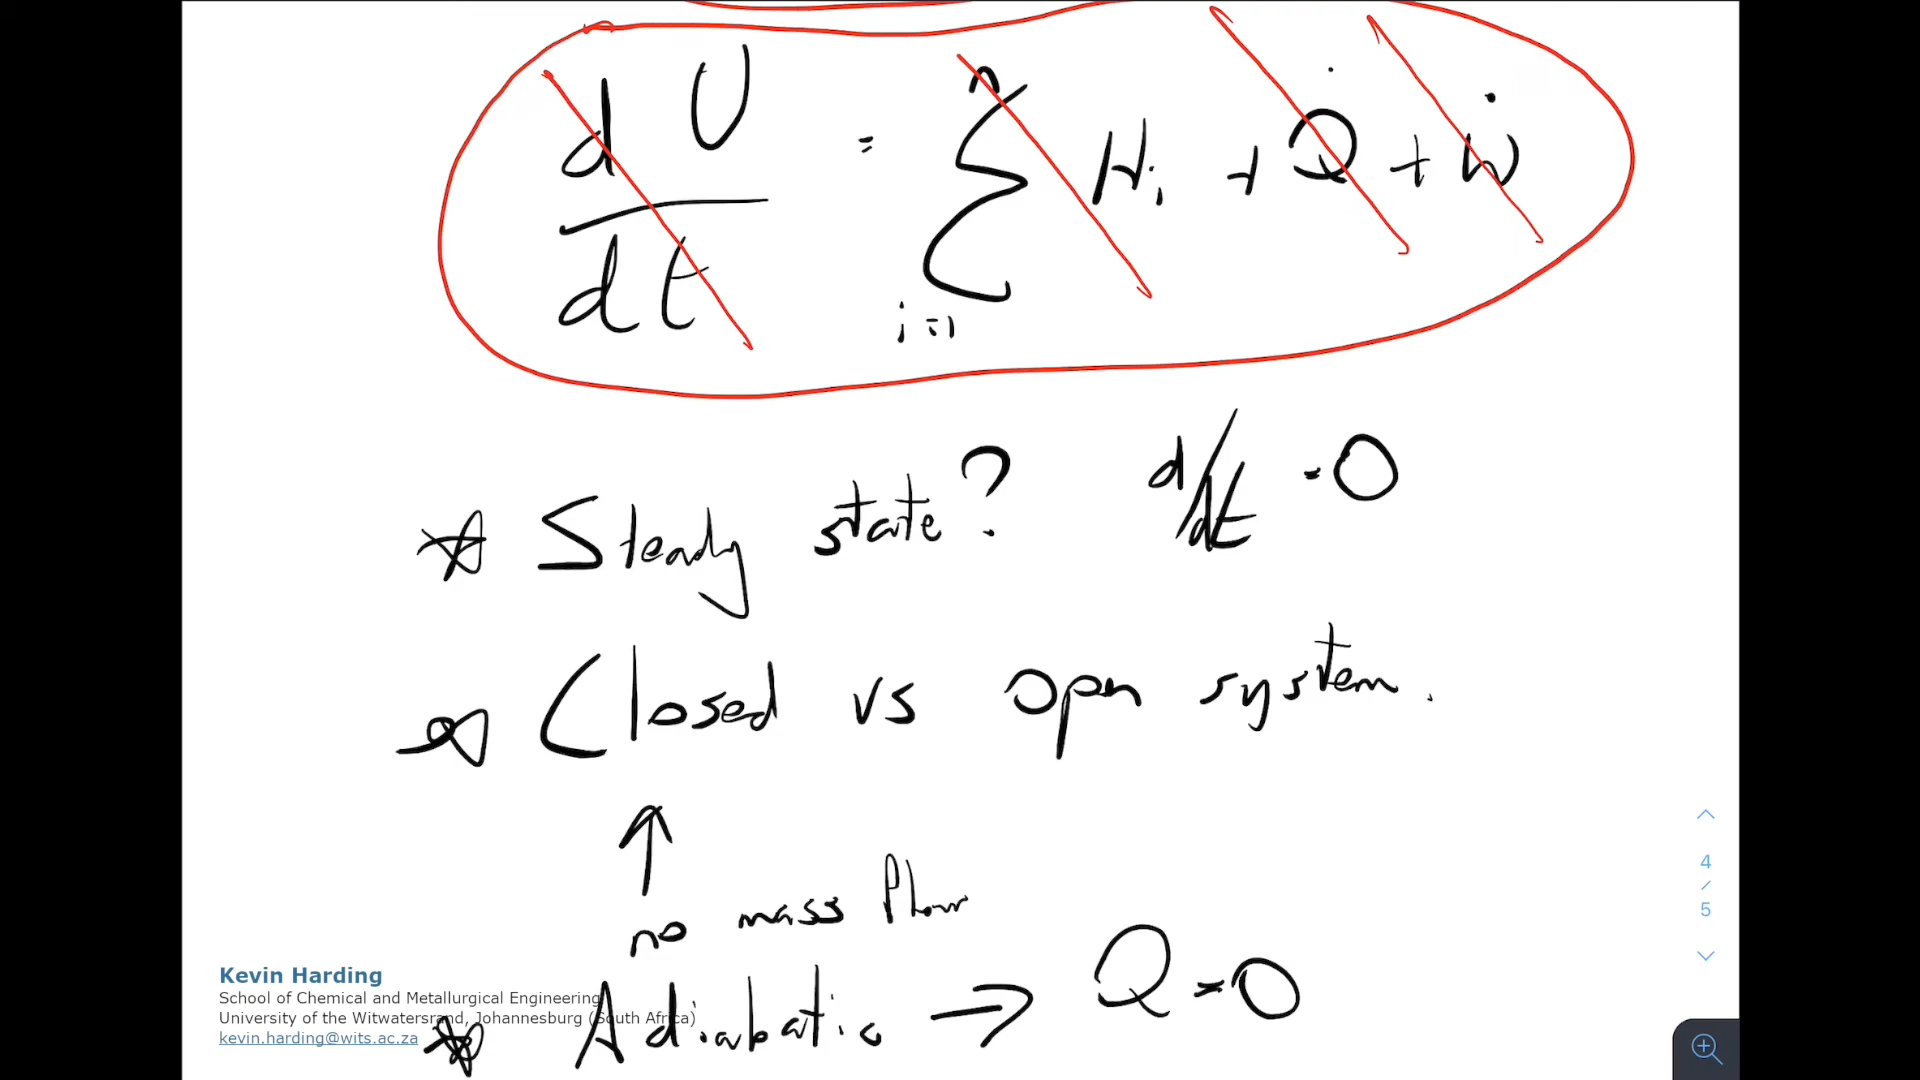 dU/dt = n Σ i=1 Hi + Q̇ + Ẇ
* Steady state? d/dt = 0
* Closed vs open system.
↑
no mass flow
* Adiabatic → Q = 0
Kevin Harding
School of Chemical and Metallurgical Engineering
University of the Witwatersrand, Johannesburg (South Africa)
kevin.harding@wits.ac.za
4
/
5